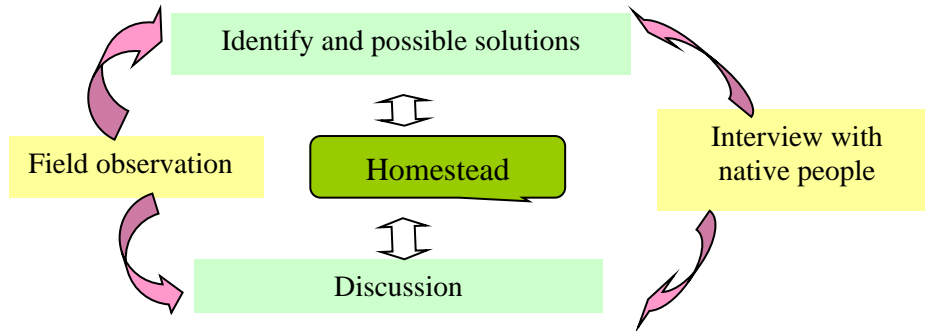 Identify and possible solutions
Field observation
Homestead
Interview with
native people
Discussion